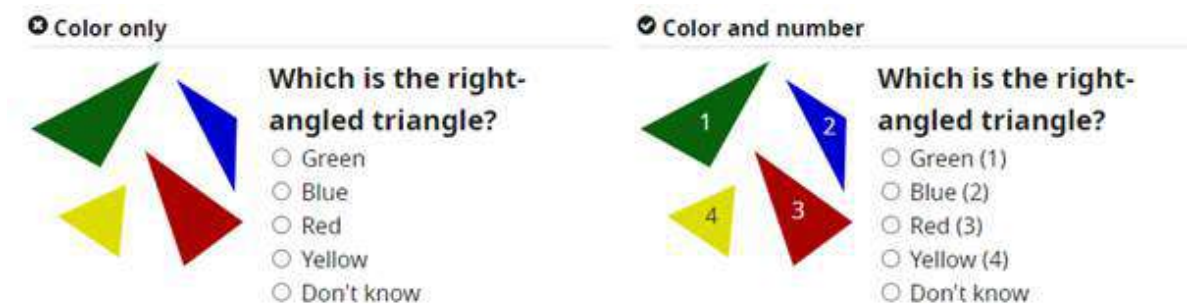 Color only
Which is the right-
angled triangle?
Green
Blue
Red
Yellow
Don't know
Color and number
1
2
3
4
Which is the right-
angled triangle?
Green (1)
Blue (2)
Red (3)
Yellow (4)
Don't know